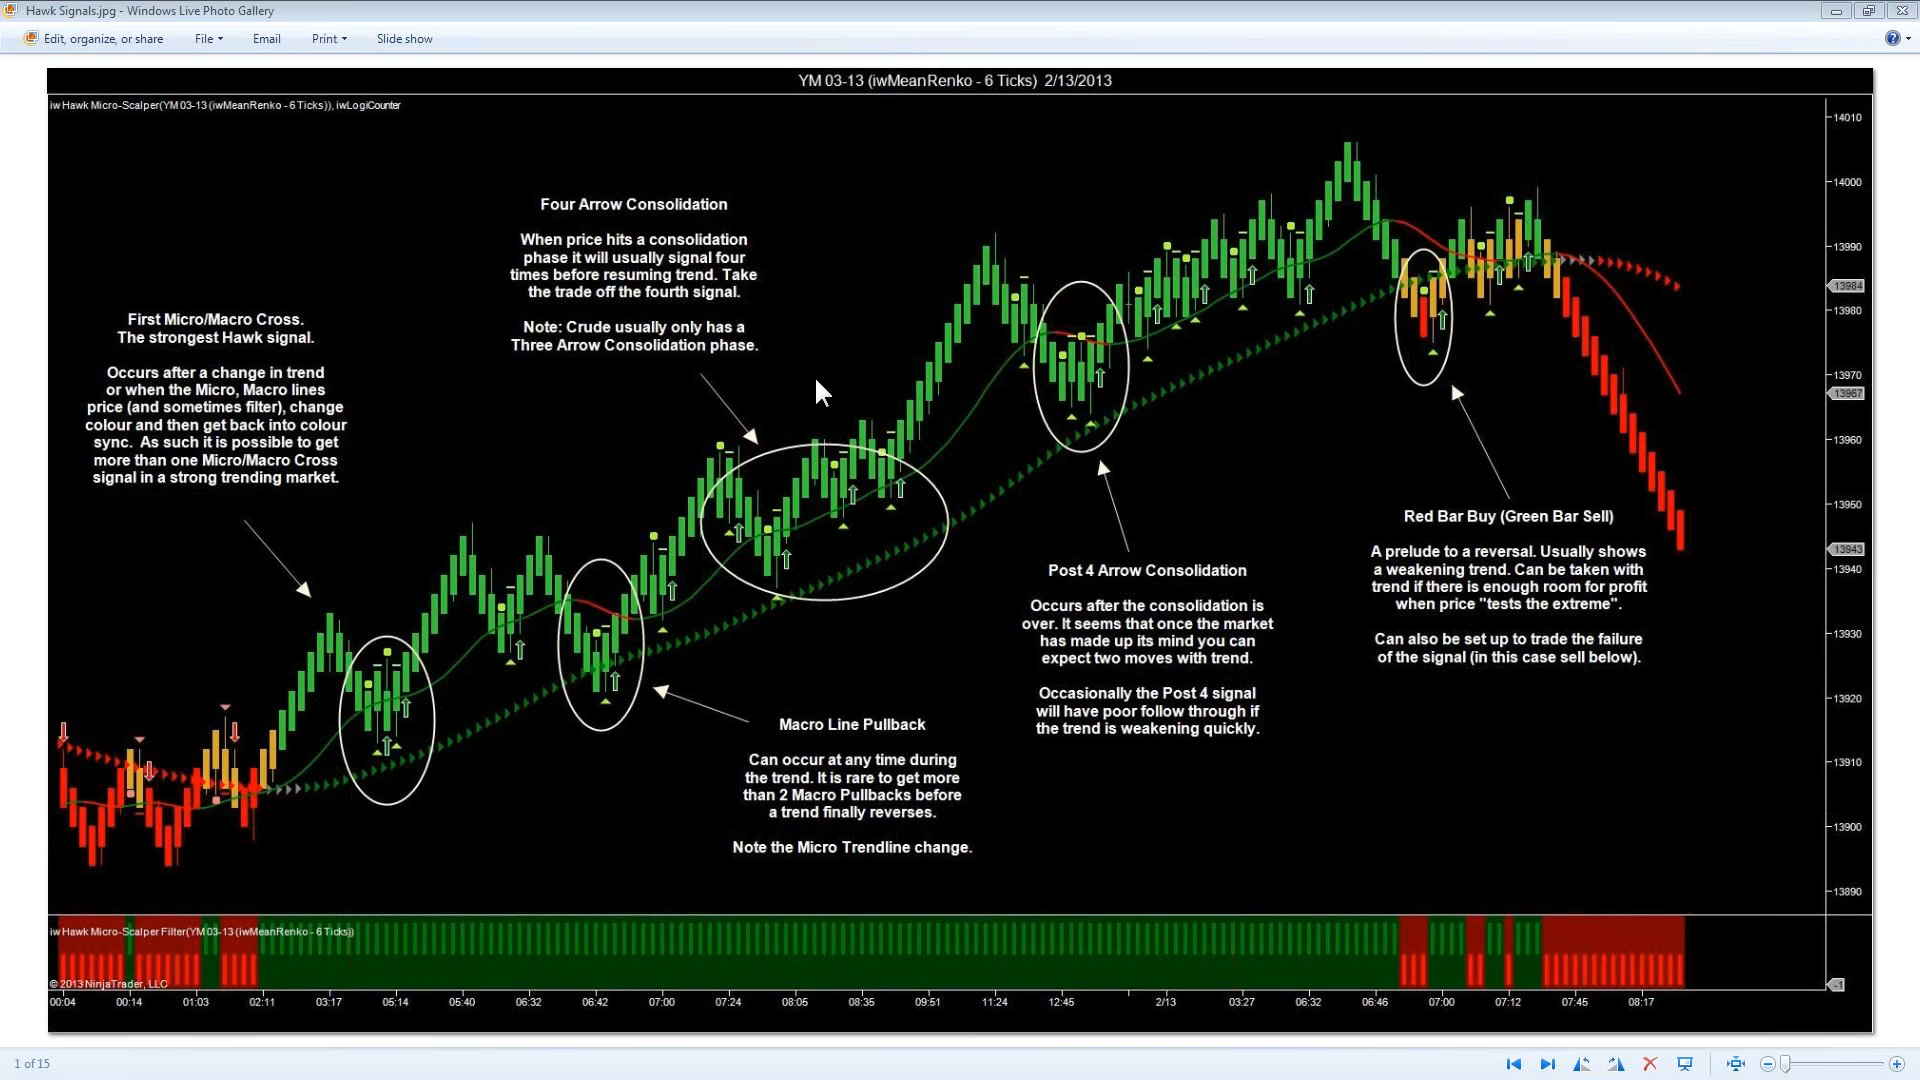 Hawk Signals.jpg - Windows Live Photo Gallery
Edit, organize, or share
File
Email
Print
Slide show
YM 03-13 (iwMeanRenko - 6 Ticks) 2/13/2013
iw Hawk Micro-Scalper(YM 03-13 (iwMeanRenko - 6 Ticks)), iwLogiCounter
First Micro/Macro Cross.
The strongest Hawk signal.
Occurs after a change in trend
or when the Micro, Macro lines
price (and sometimes filter), change
colour and then get back into colour
sync. As such it is possible to get
more than one Micro/Macro Cross
signal in a strong trending market.
Four Arrow Consolidation
When price hits a consolidation
phase it will usually signal four
times before resuming trend. Take
the trade off the fourth signal.
Note: Crude usually only has a
Three Arrow Consolidation phase.
Macro Line Pullback
Can occur at any time during
the trend. It is rare to get more
than 2 Macro Pullbacks before
a trend finally reverses.
Note the Micro Trendline change.
Post 4 Arrow Consolidation
Occurs after the consolidation is
over. It seems that once the market
has made up its mind you can
expect two moves with trend.
Occasionally the Post 4 signal
will have poor follow through if
the trend is weakening quickly.
Red Bar Buy (Green Bar Sell)
A prelude to a reversal. Usually shows
a weakening trend. Can be taken with
trend if there is enough room for profit
when price "tests the extreme".
Can also be set up to trade the failure
of the signal (in this case sell below).
14010
14000
13990
13984
13980
13970
13967
13960
13950
13943
13940
13930
13920
13910
13900
13890
-1
iw Hawk Micro-Scalper Filter(YM 03-13 (iwMeanRenko - 6 Ticks))
© 2013 NinjaTrader, LLC
00:04 00:14 01:03 02:11 03:17 05:14 05:40 06:32 06:42 07:00 07:24 08:05 08:35 09:51 11:24 12:45 2/13 03:27 06:32 06:46 07:00 07:12 07:45 08:17
1 of 15